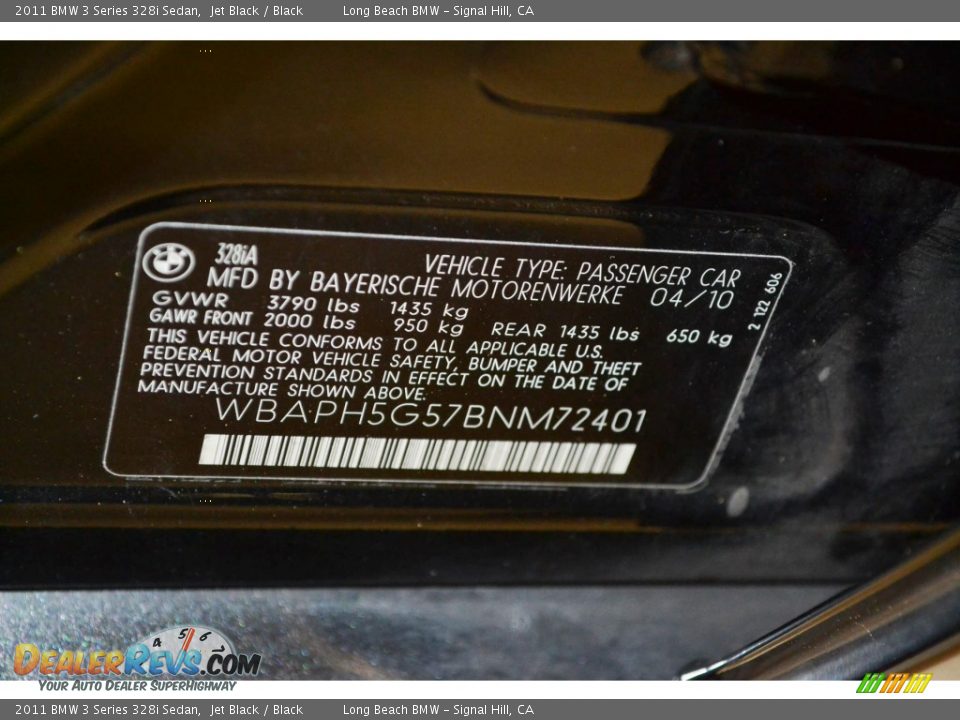 2011 BMW 3 Series 328i Sedan, Jet Black / Black Long Beach BMW - Signal Hill, CA
BMW 328iA VEHICLE TYPE: PASSENGER CAR
MFD BY BAYERISCHE MOTORENWERKE 04/10
GVWR 3790 lbs 1435 kg
GAWR FRONT 2000 lbs 950 kg REAR 1435 lbs 650 kg
2 122 606
THIS VEHICLE CONFORMS TO ALL APPLICABLE U.S.
FEDERAL MOTOR VEHICLE SAFETY, BUMPER AND THEFT
PREVENTION STANDARDS IN EFFECT ON THE DATE OF
MANUFACTURE SHOWN ABOVE.
WBAPH5G57BNM72401
4 5 6
DEALERREVS.COM
YOUR AUTO DEALER SUPERHIGHWAY
2011 BMW 3 Series 328i Sedan, Jet Black / Black Long Beach BMW - Signal Hill, CA